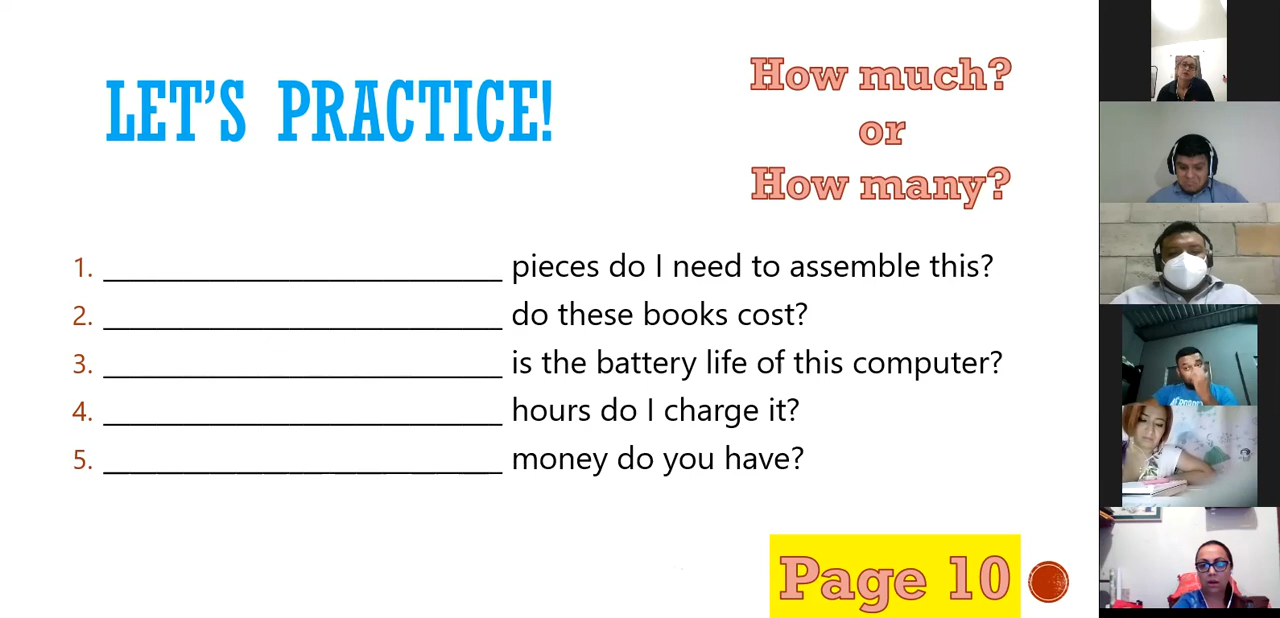 LET'S PRACTICE!
How much?
or
How many?
1. ______________________________ pieces do I need to assemble this?
2. ______________________________ do these books cost?
3. ______________________________ is the battery life of this computer?
4. ______________________________ hours do I charge it?
5. ______________________________ money do you have?
Page 10